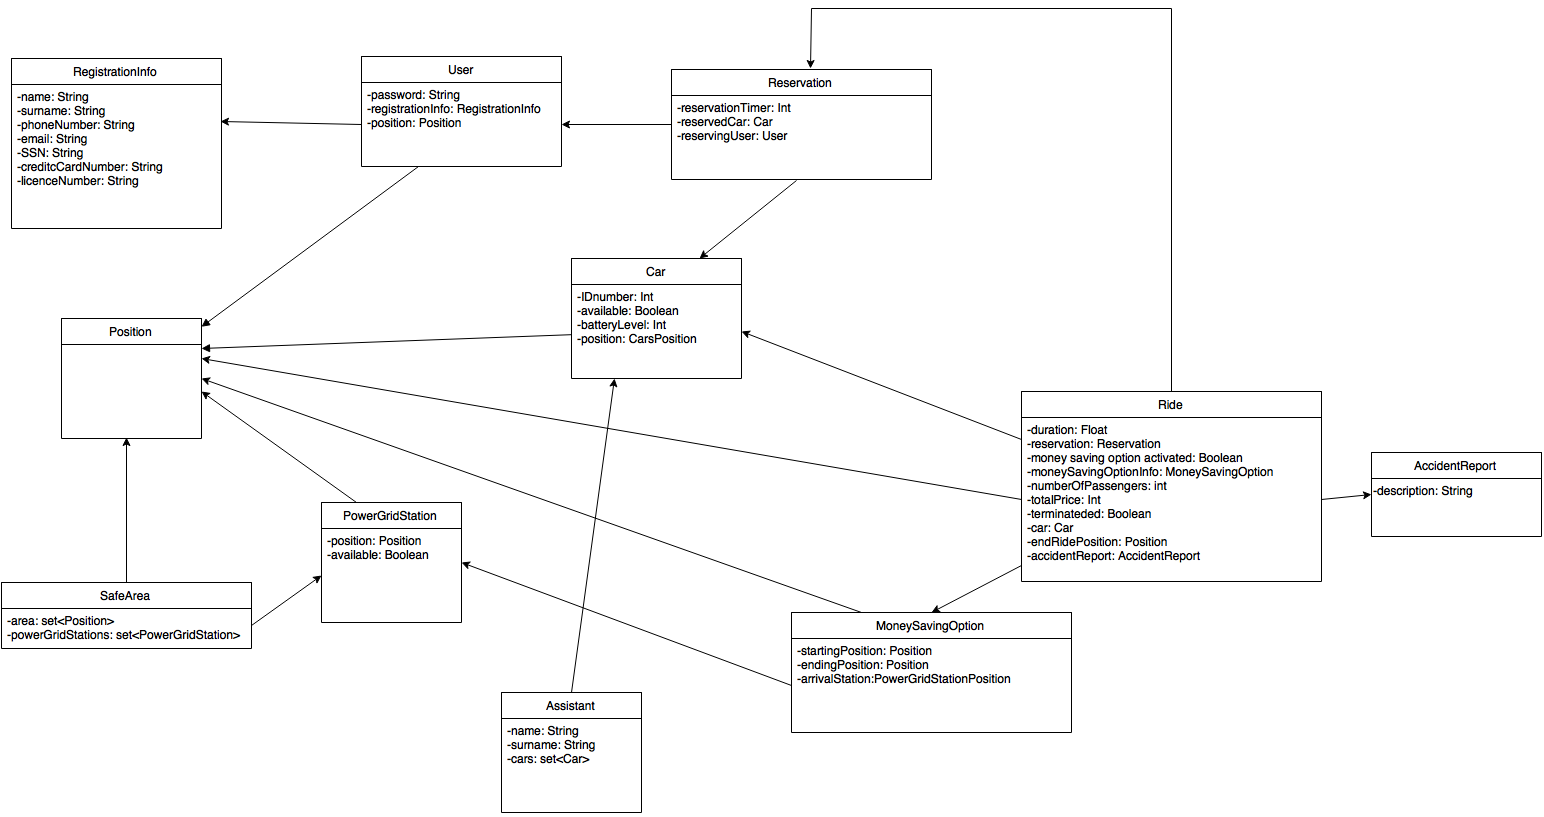 RegistrationInfo
-name: String
-surname: String
-phoneNumber: String
-email: String
-SSN: String
-creditcCardNumber: String
-licenceNumber: String
User
-password: String
-registrationInfo: RegistrationInfo
-position: Position
Reservation
-reservationTimer: Int
-reservedCar: Car
-reservingUser: User
Car
-IDnumber: Int
-available: Boolean
-batteryLevel: Int
-position: CarsPosition
Position
Ride
-duration: Float
-reservation: Reservation
-money saving option activated: Boolean
-moneySavingOptionInfo: MoneySavingOption
-numberOfPassengers: int
-totalPrice: Int
-terminateded: Boolean
-car: Car
-endRidePosition: Position
-accidentReport: AccidentReport
AccidentReport
-description: String
PowerGridStation
-position: Position
-available: Boolean
SafeArea
-area: set<Position>
-powerGridStations: set<PowerGridStation>
MoneySavingOption
-startingPosition: Position
-endingPosition: Position
-arrivalStation:PowerGridStationPosition
Assistant
-name: String
-surname: String
-cars: set<Car>